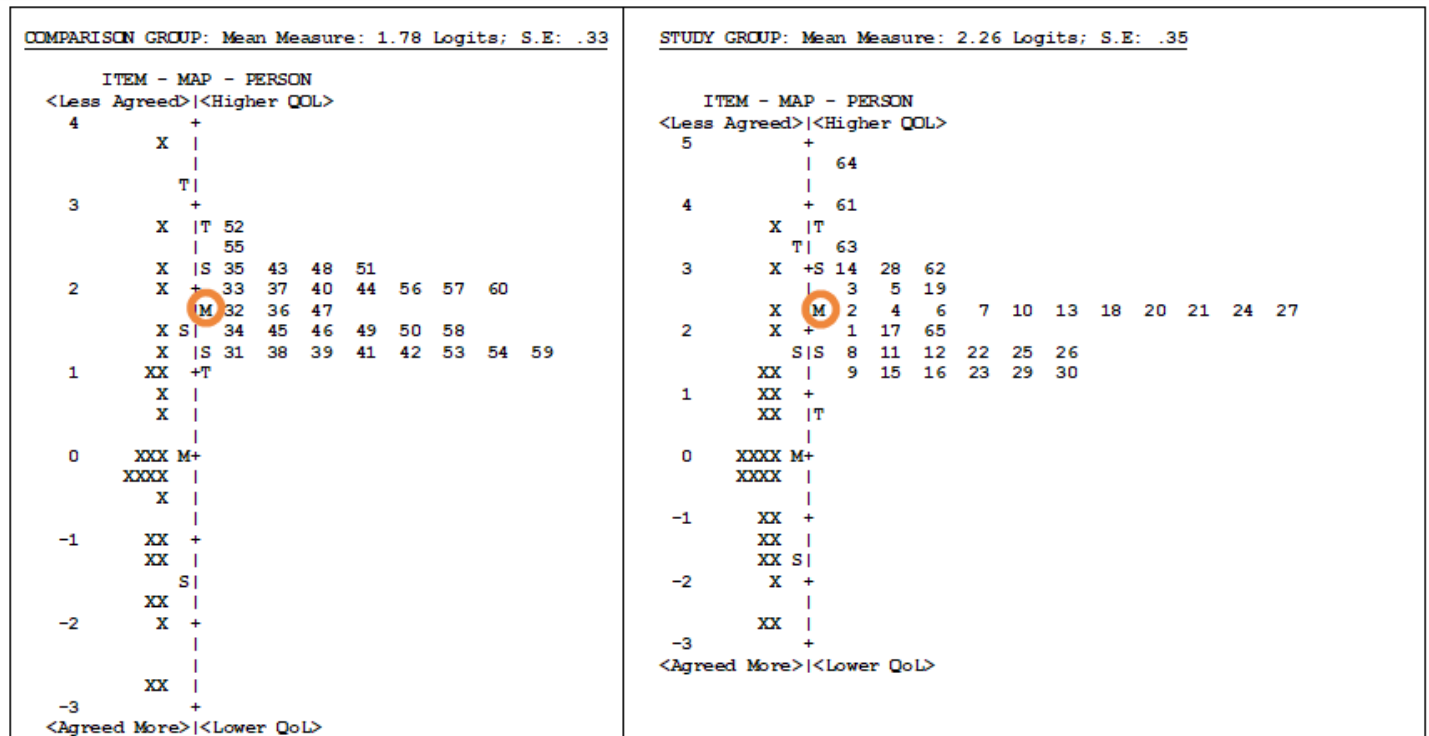 COMPARISON GROUP: Mean Measure: 1.78 Logits; S.E: .33
ITEM - MAP - PERSON
<Less Agreed>|<Higher QOL>
4 +
X |
|
T|
3 +
X |T 52
| 55
X |S 35 43 48 51
2 X + 33 37 40 44 56 57 60
|M 32 36 47
X S| 34 45 46 49 50 58
X |S 31 38 39 41 42 53 54 59
1 XX +T
X |
X |
|
0 XXX M+
XXXX |
X |
|
-1 XX +
XX |
S|
XX |
-2 X +
|
|
XX |
-3 +
<Agreed More>|<Lower QoL>
STUDY GROUP: Mean Measure: 2.26 Logits; S.E: .35
ITEM - MAP - PERSON
<Less Agreed>|<Higher QOL>
5 +
| 64
|
4 + 61
X |T
T| 63
3 X +S 14 28 62
| 3 5 19
X |M 2 4 6 7 10 13 18 20 21 24 27
2 X + 1 17 65
S|S 8 11 12 22 25 26
XX | 9 15 16 23 29 30
1 XX +
XX |T
|
0 XXXX M+
XXXX |
|
-1 XX +
XX |
XX S|
-2 X +
|
XX |
-3 +
<Agreed More>|<Lower QoL>